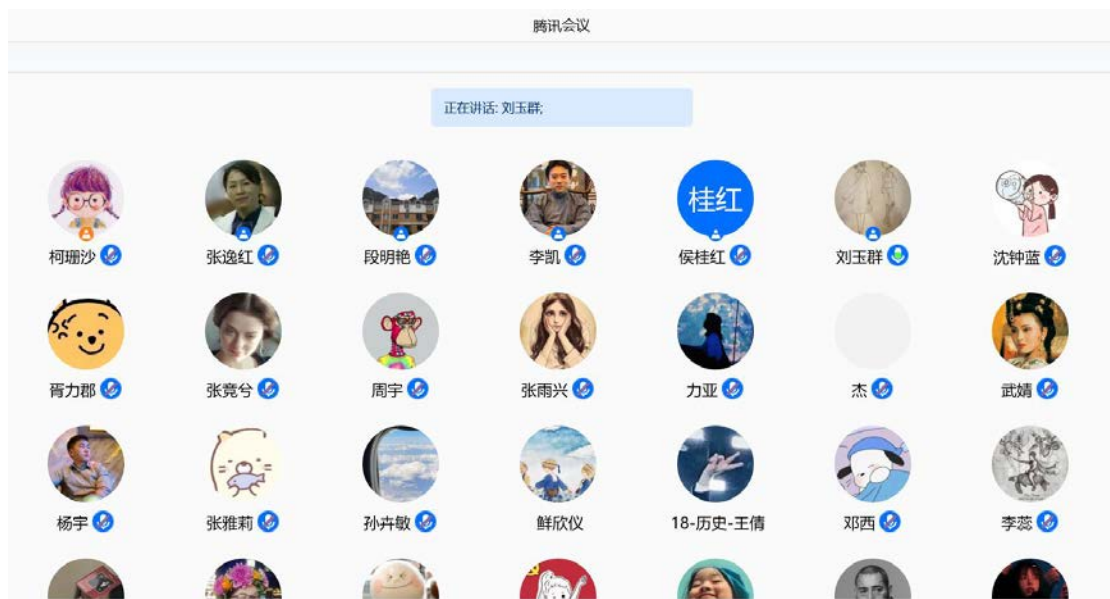 腾讯会议
正在讲话: 刘玉群;
桂红
柯珊沙 张逸红 段明艳 李凯 侯桂红 刘玉群 沈钟蓝
胥力郡 张竞兮 周宇 张雨兴 力亚 杰 武婧
杨宇 张雅莉 孙卉敏 鲜欣仪 18-历史-王倩 邓西 李蕊